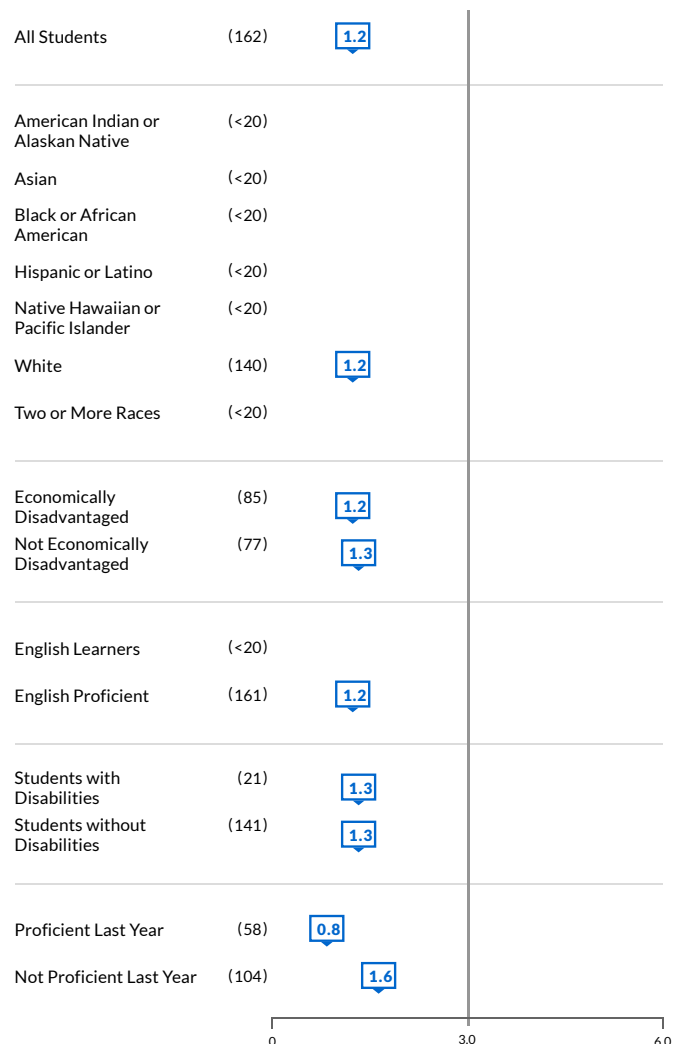 All Students (162) 1.2
American Indian or (<20)
Alaskan Native
Asian (<20)
Black or African (<20)
American
Hispanic or Latino (<20)
Native Hawaiian or (<20)
Pacific Islander
White (140) 1.2
Two or More Races (<20)
Economically (85) 1.2
Disadvantaged
Not Economically (77) 1.3
Disadvantaged
English Learners (<20)
English Proficient (161) 1.2
Students with (21) 1.3
Disabilities
Students without (141) 1.3
Disabilities
Proficient Last Year (58) 0.8
Not Proficient Last Year (104) 1.6
0 3.0 6.0